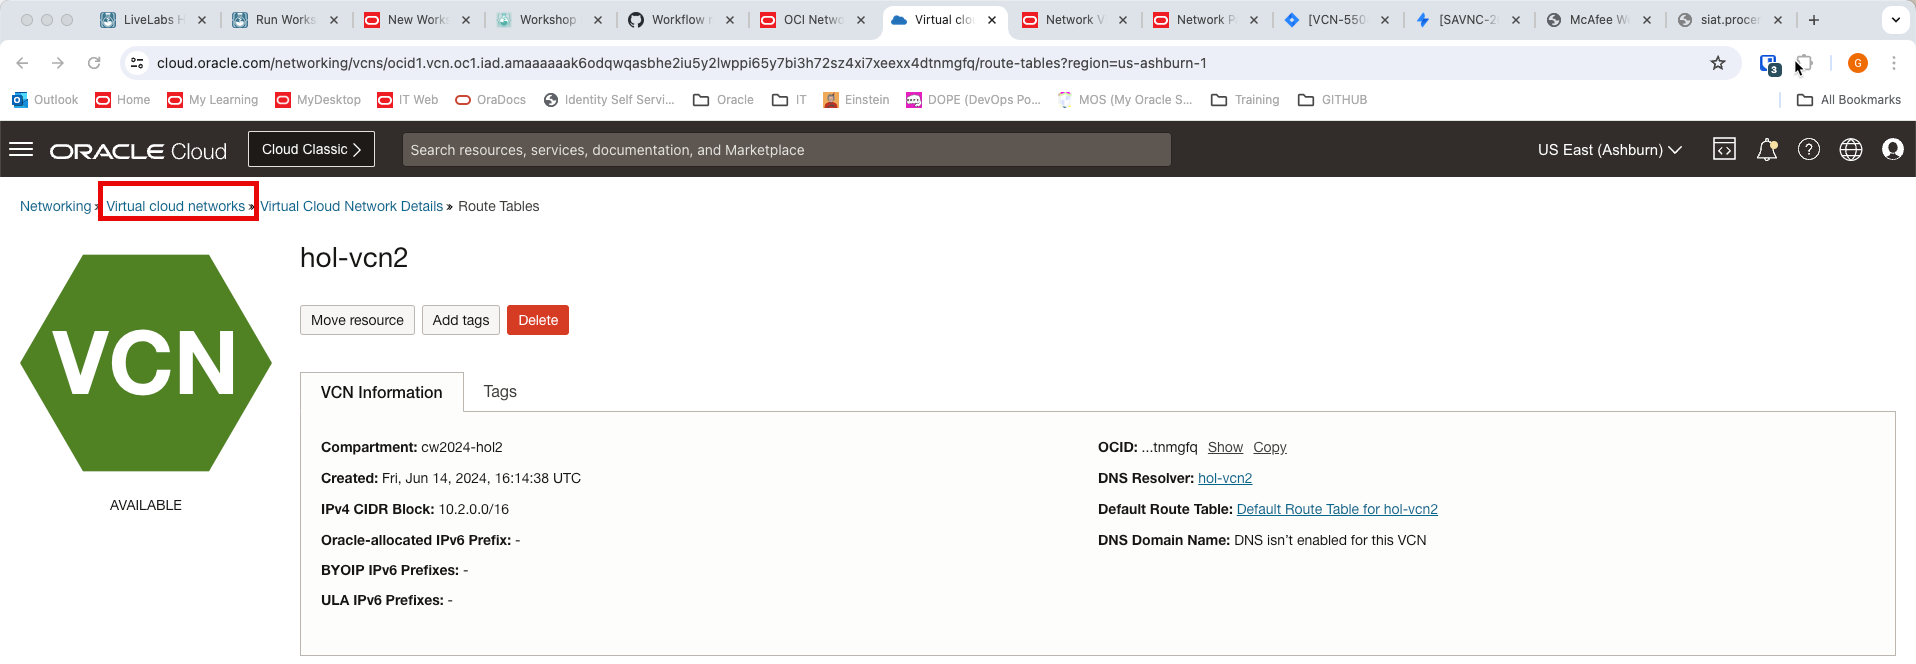 LiveLabs H
Run Works
New Works
Workshop
Workflow r
OCI Netwo
Virtual clou
Network V
Network P
[VCN-550
[SAVNC-2
McAfee W
siat.procer
cloud.oracle.com/networking/vcns/ocid1.vcn.oc1.iad.amaaaaaak6odqwqasbhe2iu5y2lwppi65y7bi3h72sz4xi7xeexx4dtnmgfq/route-tables?region=us-ashburn-1
3
G
Outlook
Home
My Learning
MyDesktop
IT Web
OraDocs
Identity Self Servi...
Oracle
IT
Einstein
DOPE (DevOps Po...
MOS (My Oracle S...
Training
GITHUB
All Bookmarks
ORACLE Cloud
Cloud Classic
Search resources, services, documentation, and Marketplace
US East (Ashburn)
Networking » Virtual cloud networks » Virtual Cloud Network Details » Route Tables
VCN
AVAILABLE
hol-vcn2
Move resource
Add tags
Delete
VCN Information
Tags
Compartment: cw2024-hol2
Created: Fri, Jun 14, 2024, 16:14:38 UTC
IPv4 CIDR Block: 10.2.0.0/16
Oracle-allocated IPv6 Prefix: -
BYOIP IPv6 Prefixes: -
ULA IPv6 Prefixes: -
OCID: ...tnmgfq Show Copy
DNS Resolver: hol-vcn2
Default Route Table: Default Route Table for hol-vcn2
DNS Domain Name: DNS isn't enabled for this VCN